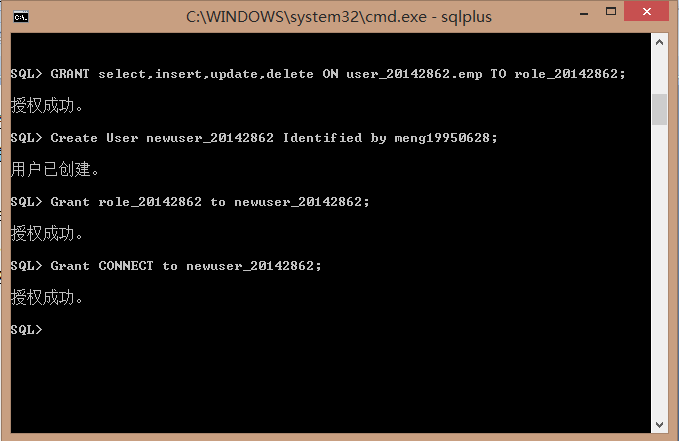 C:\WINDOWS\system32\cmd.exe - sqlplus
SQL> GRANT select,insert,update,delete ON user_20142862.emp TO role_20142862;
授权成功。
SQL> Create User newuser_20142862 Identified by meng19950628;
用户已创建。
SQL> Grant role_20142862 to newuser_20142862;
授权成功。
SQL> Grant CONNECT to newuser_20142862;
授权成功。
SQL>